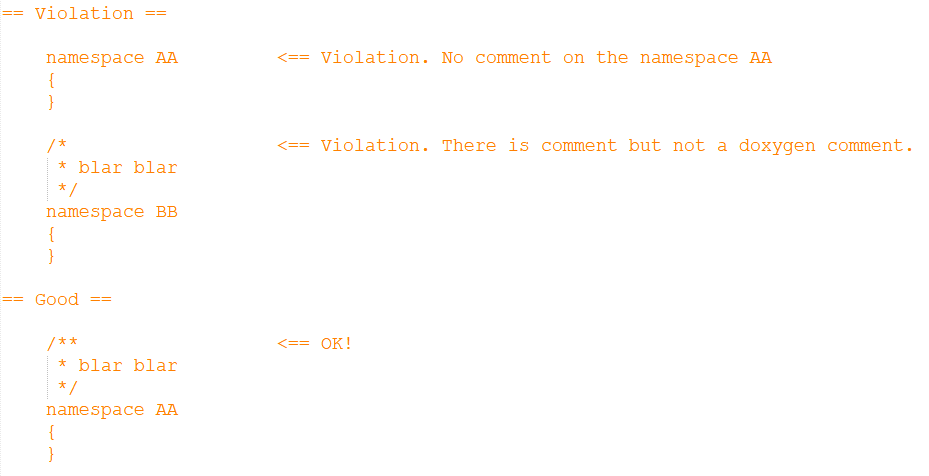 == Violation ==
namespace AA <== Violation. No comment on the namespace AA
{
}
/* <== Violation. There is comment but not a doxygen comment.
* blar blar
*/
namespace BB
{
}
== Good ==
/** <== OK!
* blar blar
*/
namespace AA
{
}